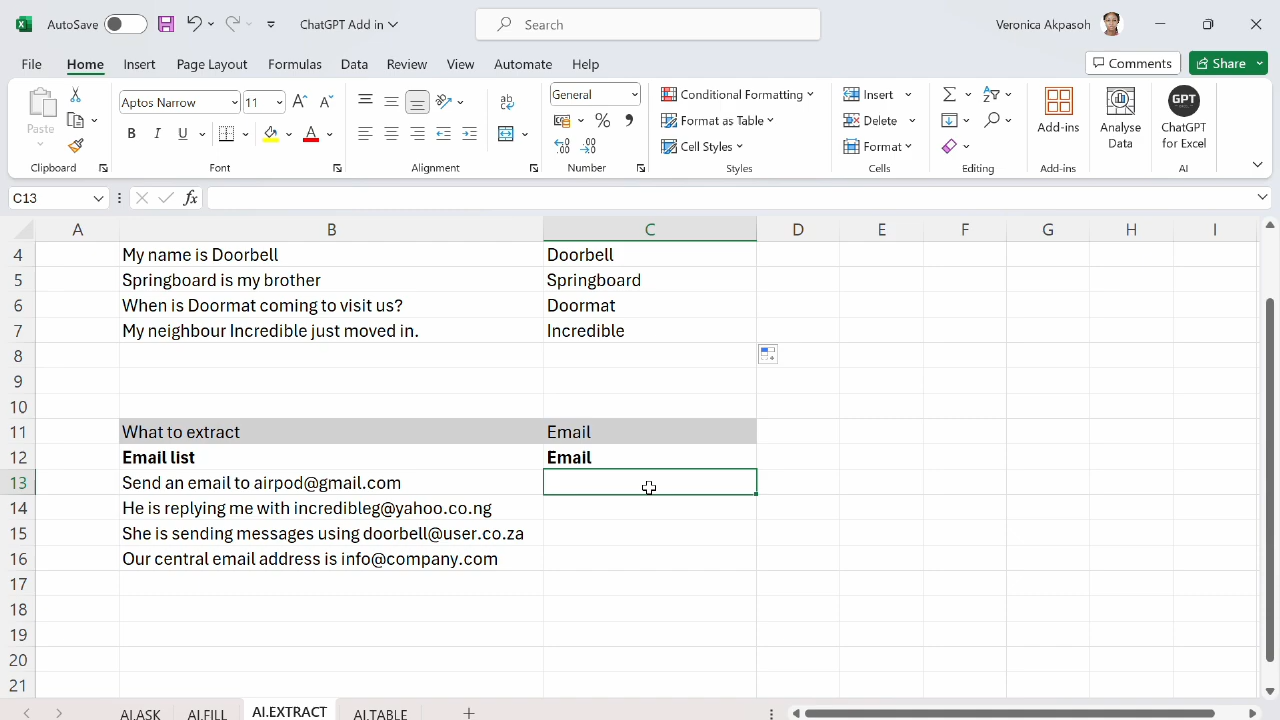 AutoSave
ChatGPT Add in
Search
Veronica Akpasoh
File Home Insert Page Layout Formulas Data Review View Automate Help
Comments Share
Paste
Aptos Narrow 11
B I U
General
Conditional Formatting
Format as Table
Cell Styles
Insert
Delete
Format
Add-ins
Analyse Data
GPT
ChatGPT for Excel
Clipboard Font Alignment Number Styles Cells Editing Add-ins AI
C13 fx
A B C D E F G H I
4 My name is Doorbell Doorbell
5 Springboard is my brother Springboard
6 When is Doormat coming to visit us? Doormat
7 My neighbour Incredible just moved in. Incredible
8
9
10
11 What to extract Email
12 Email list Email
13 Send an email to airpod@gmail.com
14 He is replying me with incredibleg@yahoo.co.ng
15 She is sending messages using doorbell@user.co.za
16 Our central email address is info@company.com
17
18
19
20
21
AI.ASK AI.FILL AI.EXTRACT AI.TABLE